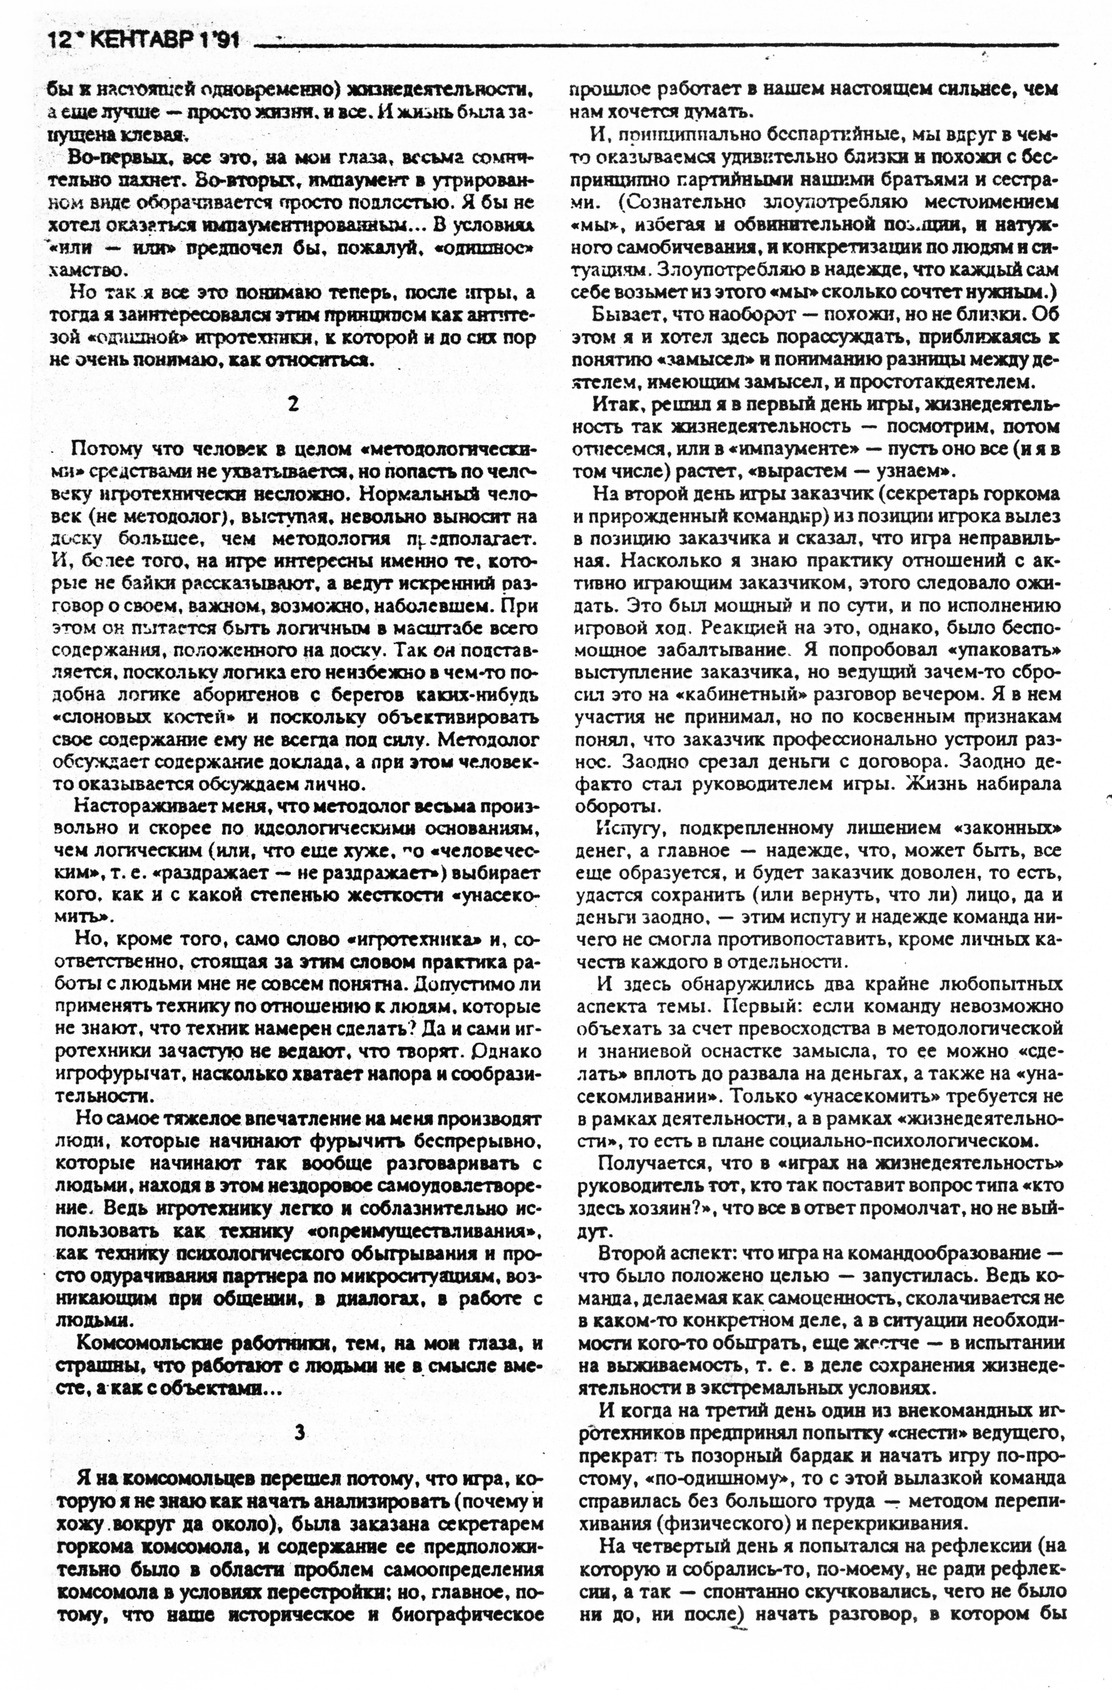 12* КЕНТАВР 1'91
бы и настоящей одновременно) жизнедеятельности,
а еще лучше — просто жизни, и все. И жизнь была за-
пущена клевая.
Во-первых, все это, на мои глаза, весьма сомни-
тельно пахнет. Во-вторых, импаумент в утрирован-
ном виде оборачивается просто подлостью. Я бы не
хотел оказаться импаументированным... В условиях
«или — или» предпочел бы, пожалуй, «одишное»
хамство.
Но так я все это понимаю теперь, после игры, а
тогда я заинтересовался этим принципом как антите-
зой «одишной» игротехники, к которой и до сих пор
не очень понимаю, как относиться.
2
Потому что человек в целом «методологически-
ми» средствами не ухватывается, но попасть по чело-
веку игротехнически несложно. Нормальный чело-
век (не методолог), выступая, невольно выносит на
доску большее, чем методология предполагает.
И, более того, на игре интересны именно те, кото-
рые не байки рассказывают, а ведут искренний раз-
говор о своем, важном, возможно, наболевшем. При
этом он пытается быть логичным в масштабе всего
содержания, положенного на доску. Так он подстав-
ляется, поскольку логика его неизбежно в чем-то по-
добна логике аборигенов с берегов каких-нибудь
«слоновых костей» и поскольку объективировать
свое содержание ему не всегда под силу. Методолог
обсуждает содержание доклада, а при этом человек-
то оказывается обсуждаем лично.
Настораживает меня, что методолог весьма произ-
вольно и скорее по идеологическими основаниям,
чем логическим (или, что еще хуже, по «человечес-
ким», т. е. «раздражает — не раздражает») выбирает
кого, как и с какой степенью жесткости «унасеко-
мить».
Но, кроме того, само слово «игротехника» и, со-
ответственно, стоящая за этим словом практика ра-
боты с людьми мне не совсем понятна. Допустимо ли
применять технику по отношению к людям, которые
не знают, что техник намерен сделать? Да и сами иг-
ротехники зачастую не ведают, что творят. Однако
игрофурычат, насколько хватает напора и сообрази-
тельности.
Но самое тяжелое впечатление на меня производят
люди, которые начинают фурычить беспрерывно,
которые начинают так вообще разговаривать с
людьми, находя в этом нездоровое самоудовлетворе-
ние. Ведь игротехнику легко и соблазнительно ис-
пользовать как технику «опреимуществливания»,
как технику психологического обыгрывания и про-
сто одурачивания партнера по микроситуациям, воз-
никающим при общении, в диалогах, в работе с
людьми.
Комсомольские работники, тем, на мои глаза, и
страшны, что работают с людьми не в смысле вме-
сте, а как с объектами...
3
Я на комсомольцев перешел потому, что игра, ко-
торую я не знаю как начать анализировать (почему и
хожу вокруг да около), была заказана секретарем
горкома комсомола, и содержание ее предположи-
тельно было в области проблем самоопределения
комсомола в условиях перестройки; но, главное, по-
тому, что наше историческое и биографическое
прошлое работает в нашем настоящем сильнее, чем
нам хочется думать.
И, принципиально беспартийные, мы вдруг в чем-
то оказываемся удивительно близки и похожи с бес-
принципно партийными нашими братьями и сестра-
ми. (Сознательно злоупотребляю местоимением
«мы», избегая и обвинительной позиции, и натуж-
ного самобичевания, и конкретизации по людям и си-
туациям. Злоупотребляю в надежде, что каждый сам
себе возьмет из этого «мы» сколько сочтет нужным.)
Бывает, что наоборот — похожи, но не близки. Об
этом я и хотел здесь порассуждать, приближаясь к
понятию «замысел» и пониманию разницы между де-
ятелем, имеющим замысел, и простотакдеятелем.
Итак, решил я в первый день игры, жизнедеятель-
ность так жизнедеятельность — посмотрим, потом
отнесемся, или в «импаументе» — пусть оно все (и я в
том числе) растет, «вырастем — узнаем».
На второй день игры заказчик (секретарь горкома
и прирожденный командир) из позиции игрока вылез
в позицию заказчика и сказал, что игра неправиль-
ная. Насколько я знаю практику отношений с ак-
тивно играющим заказчиком, этого следовало ожи-
дать. Это был мощный и по сути, и по исполнению
игровой ход. Реакцией на это, однако, было беспо-
мощное забалтывание. Я попробовал «упаковать»
выступление заказчика, но ведущий зачем-то сбро-
сил это на «кабинетный» разговор вечером. Я в нем
участия не принимал, но по косвенным признакам
понял, что заказчик профессионально устроил раз-
нос. Заодно срезал деньги с договора. Заодно де-
факто стал руководителем игры. Жизнь набирала
обороты.
Испугу, подкрепленному лишением «законных»
денег, а главное — надежде, что, может быть, все
еще образуется, и будет заказчик доволен, то есть,
удастся сохранить (или вернуть, что ли) лицо, да и
деньги заодно, — этим испугу и надежде команда ни-
чего не смогла противопоставить, кроме личных ка-
честв каждого в отдельности.
И здесь обнаружились два крайне любопытных
аспекта темы. Первый: если команду невозможно
объехать за счет превосходства в методологической
и знаниевой оснастке замысла, то ее можно «сде-
лать» вплоть до развала на деньгах, а также на «уна-
секомливании». Только «унасекомить» требуется не
в рамках деятельности, а в рамках «жизнедеятельно-
сти», то есть в плане социально-психологическом.
Получается, что в «играх на жизнедеятельность»
руководитель тот, кто так поставит вопрос типа «кто
здесь хозяин?», что все в ответ промолчат, но не вый-
дут.
Второй аспект: что игра на командообразование —
что было положено целью — запустилась. Ведь ко-
манда, делаемая как самоценность, сколачивается не
в каком-то конкретном деле, а в ситуации необходи-
мости кого-то обыграть, еще жестче — в испытании
на выживаемость, т. е. в деле сохранения жизнеде-
ятельности в экстремальных условиях.
И когда на третий день один из внекомандных иг-
ротехников предпринял попытку «снести» ведущего,
прекратить позорный бардак и начать игру по-про-
стому, «по-одишному», то с этой вылазкой команда
справилась без большого труда — методом перепи-
хивания (физического) и перекрикивания.
На четвертый день я попытался на рефлексии (на
которую и собрались-то, по-моему, не ради рефлек-
сии, а так — спонтанно скучковались, чего не было
ни до, ни после) начать разговор, в котором бы